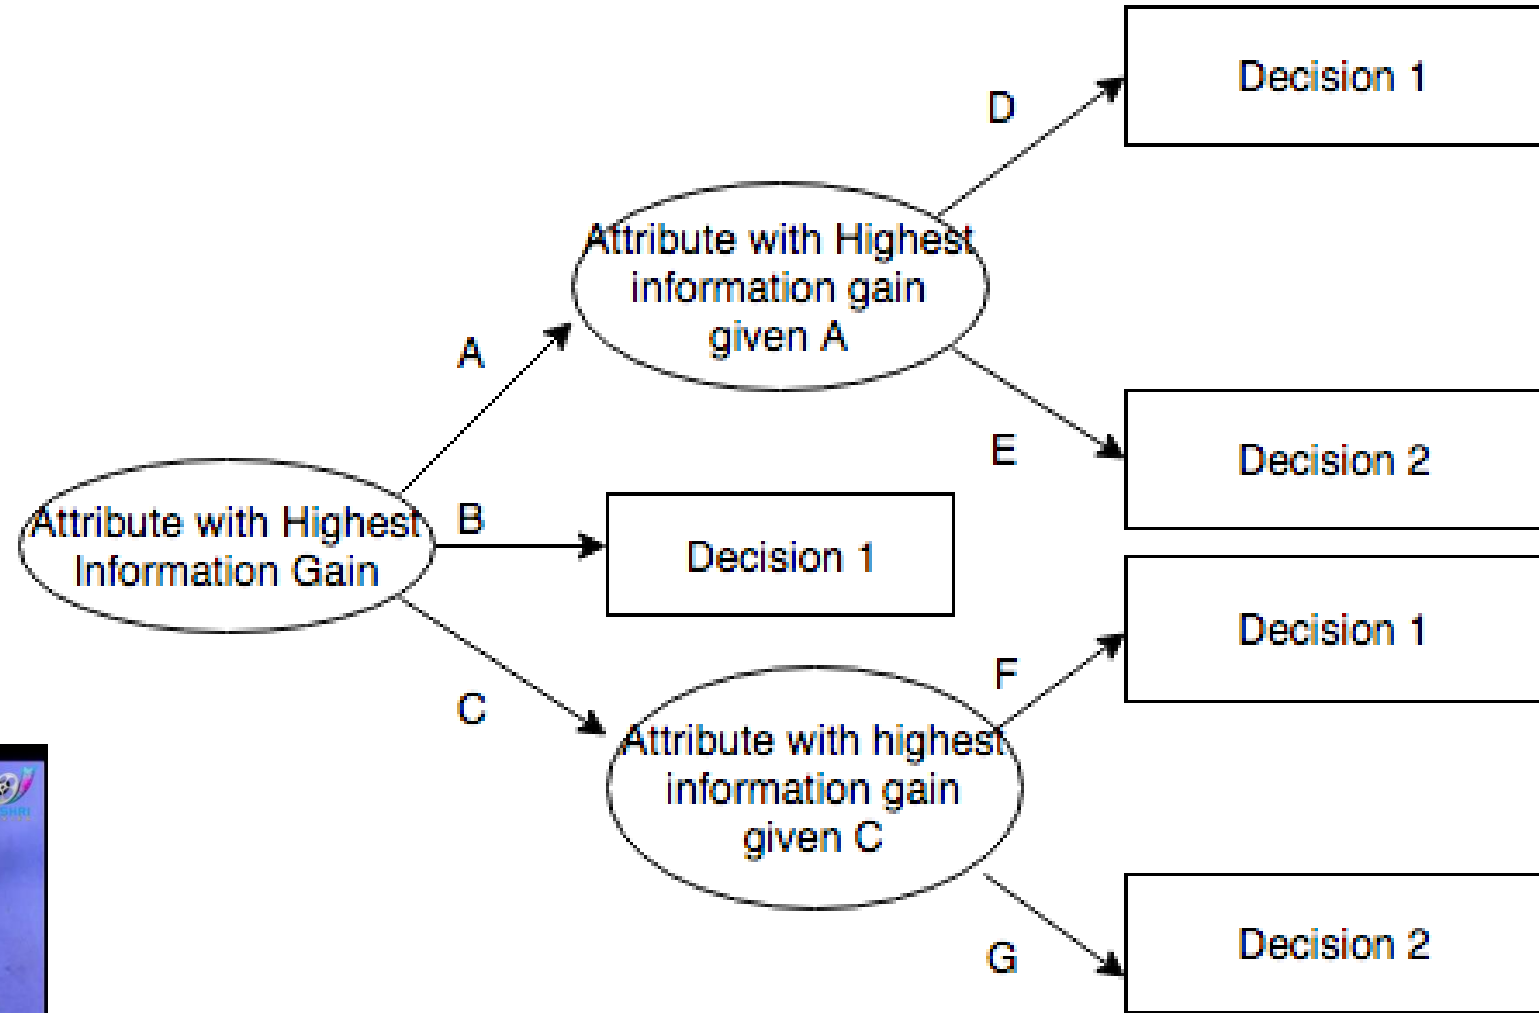 D
Decision 1
Attribute with Highest
information gain
given A
A
E
Decision 2
Attribute with Highest
Information Gain
B
Decision 1
C
F
Decision 1
Attribute with highest
information gain
given C
G
Decision 2